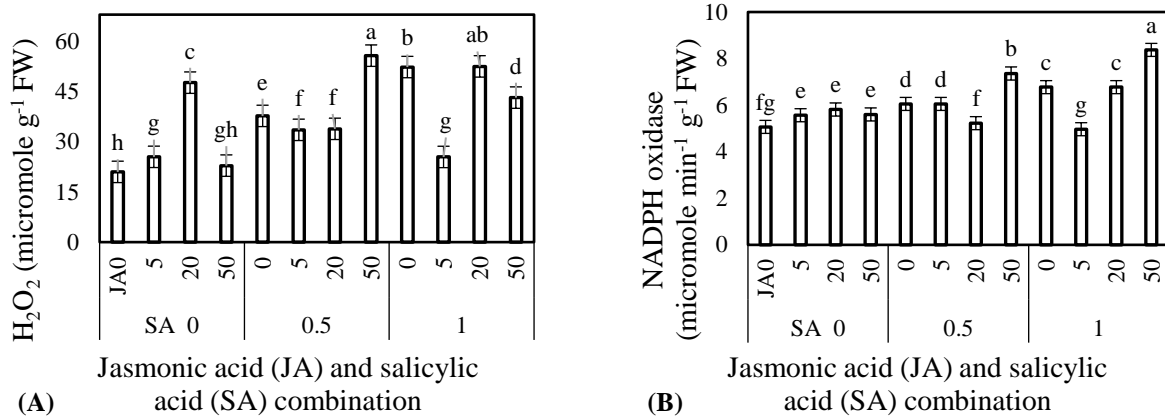 H₂O₂ (micromole g⁻¹ FW)
60
45
30
15
0
h
g
c
gh
e
f
f
a
b
g
ab
d
JA0 5 20 50 0 5 20 50 0 5 20 50
SA 0 0.5 1
Jasmonic acid (JA) and salicylic
acid (SA) combination
(A)
NADPH oxidase
(micromole min⁻¹ g⁻¹ FW)
10
8
6
4
2
0
fg
e
e
e
d
d
f
b
c
g
c
a
JA0 5 20 50 0 5 20 50 0 5 20 50
SA 0 0.5 1
Jasmonic acid (JA) and salicylic
acid (SA) combination
(B)